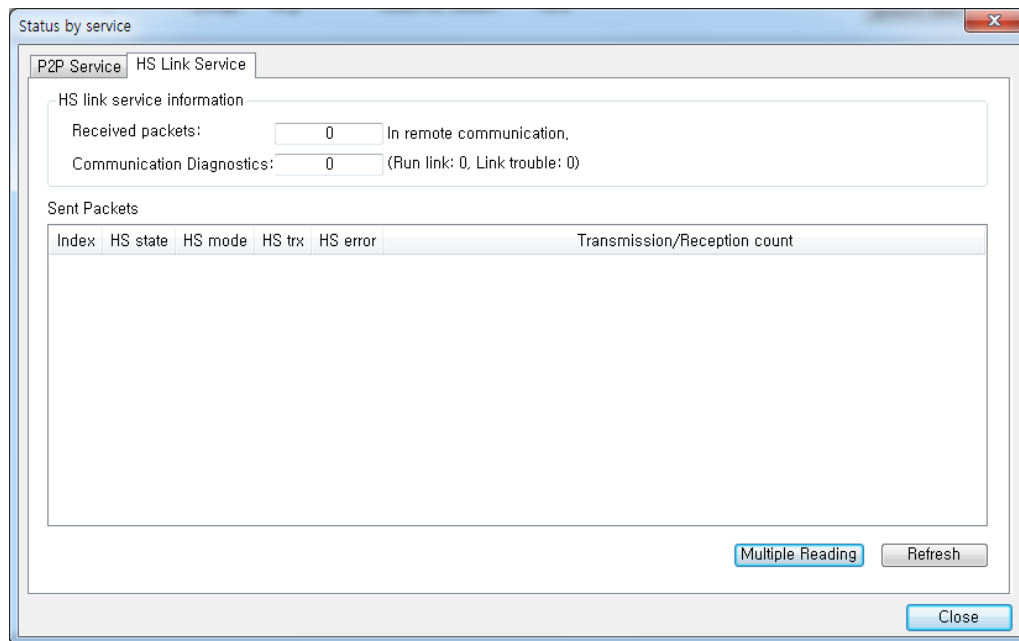 Status by service
P2P Service HS Link Service
HS link service information
Received packets: 0 In remote communication,
Communication Diagnostics: 0 (Run link: 0, Link trouble: 0)
Sent Packets
Index HS state HS mode HS trx HS error Transmission/Reception count
Multiple Reading Refresh
Close